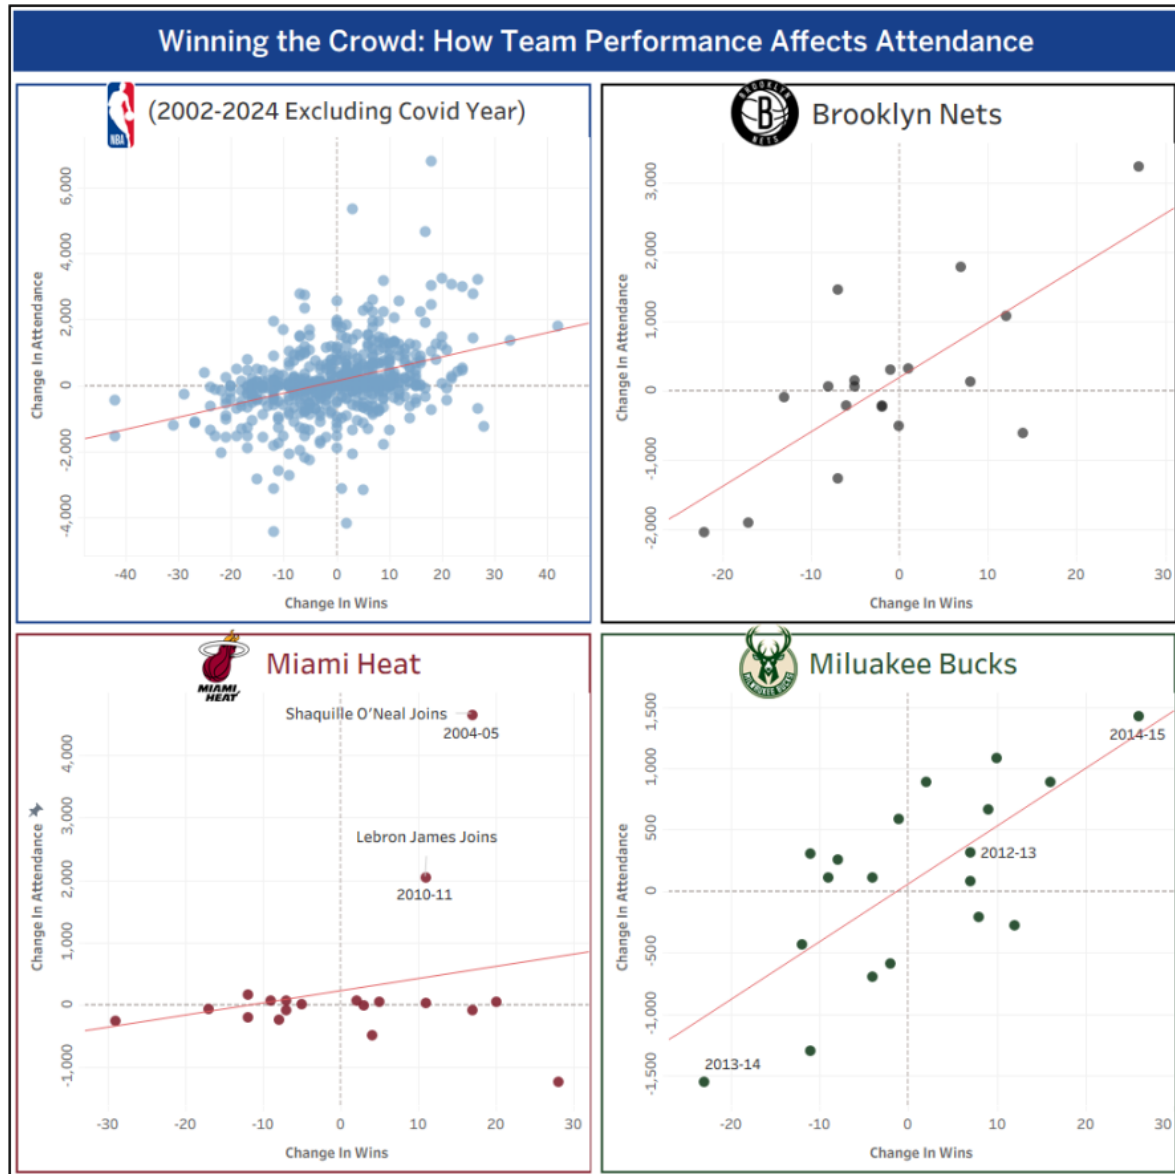 Winning the Crowd: How Team Performance Affects Attendance
NBA
(2002-2024 Excluding Covid Year)
6,000
4,000
2,000
0
-2,000
-4,000
Change In Attendance
-40 -30 -20 -10 0 10 20 30 40
Change In Wins
BROOKLYN
B
NETS
Brooklyn Nets
3,000
2,000
1,000
0
-1,000
-2,000
Change In Attendance
-20 -10 0 10 20 30
Change In Wins
MIAMI
HEAT
Miami Heat
Shaquille O'Neal Joins
2004-05
Lebron James Joins
2010-11
4,000
3,000
2,000
1,000
0
-1,000
Change In Attendance
-30 -20 -10 0 10 20 30
Change In Wins
MILWAUKEE BUCKS
Miluakee Bucks
1,500
1,000
500
0
-500
-1,000
-1,500
Change In Attendance
2014-15
2012-13
2013-14
-20 -10 0 10 20 30
Change In Wins